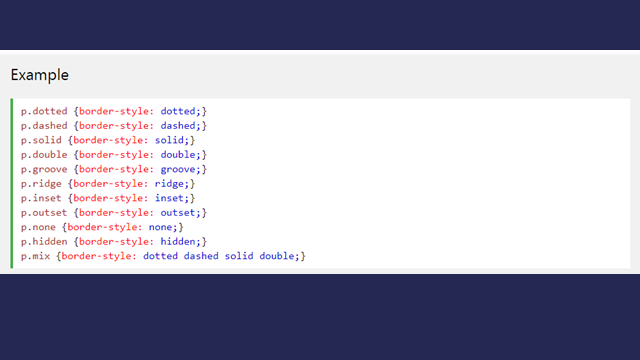 Example
p.dotted {border-style: dotted;}
p.dashed {border-style: dashed;}
p.solid {border-style: solid;}
p.double {border-style: double;}
p.groove {border-style: groove;}
p.ridge {border-style: ridge;}
p.inset {border-style: inset;}
p.outset {border-style: outset;}
p.none {border-style: none;}
p.hidden {border-style: hidden;}
p.mix {border-style: dotted dashed solid double;}